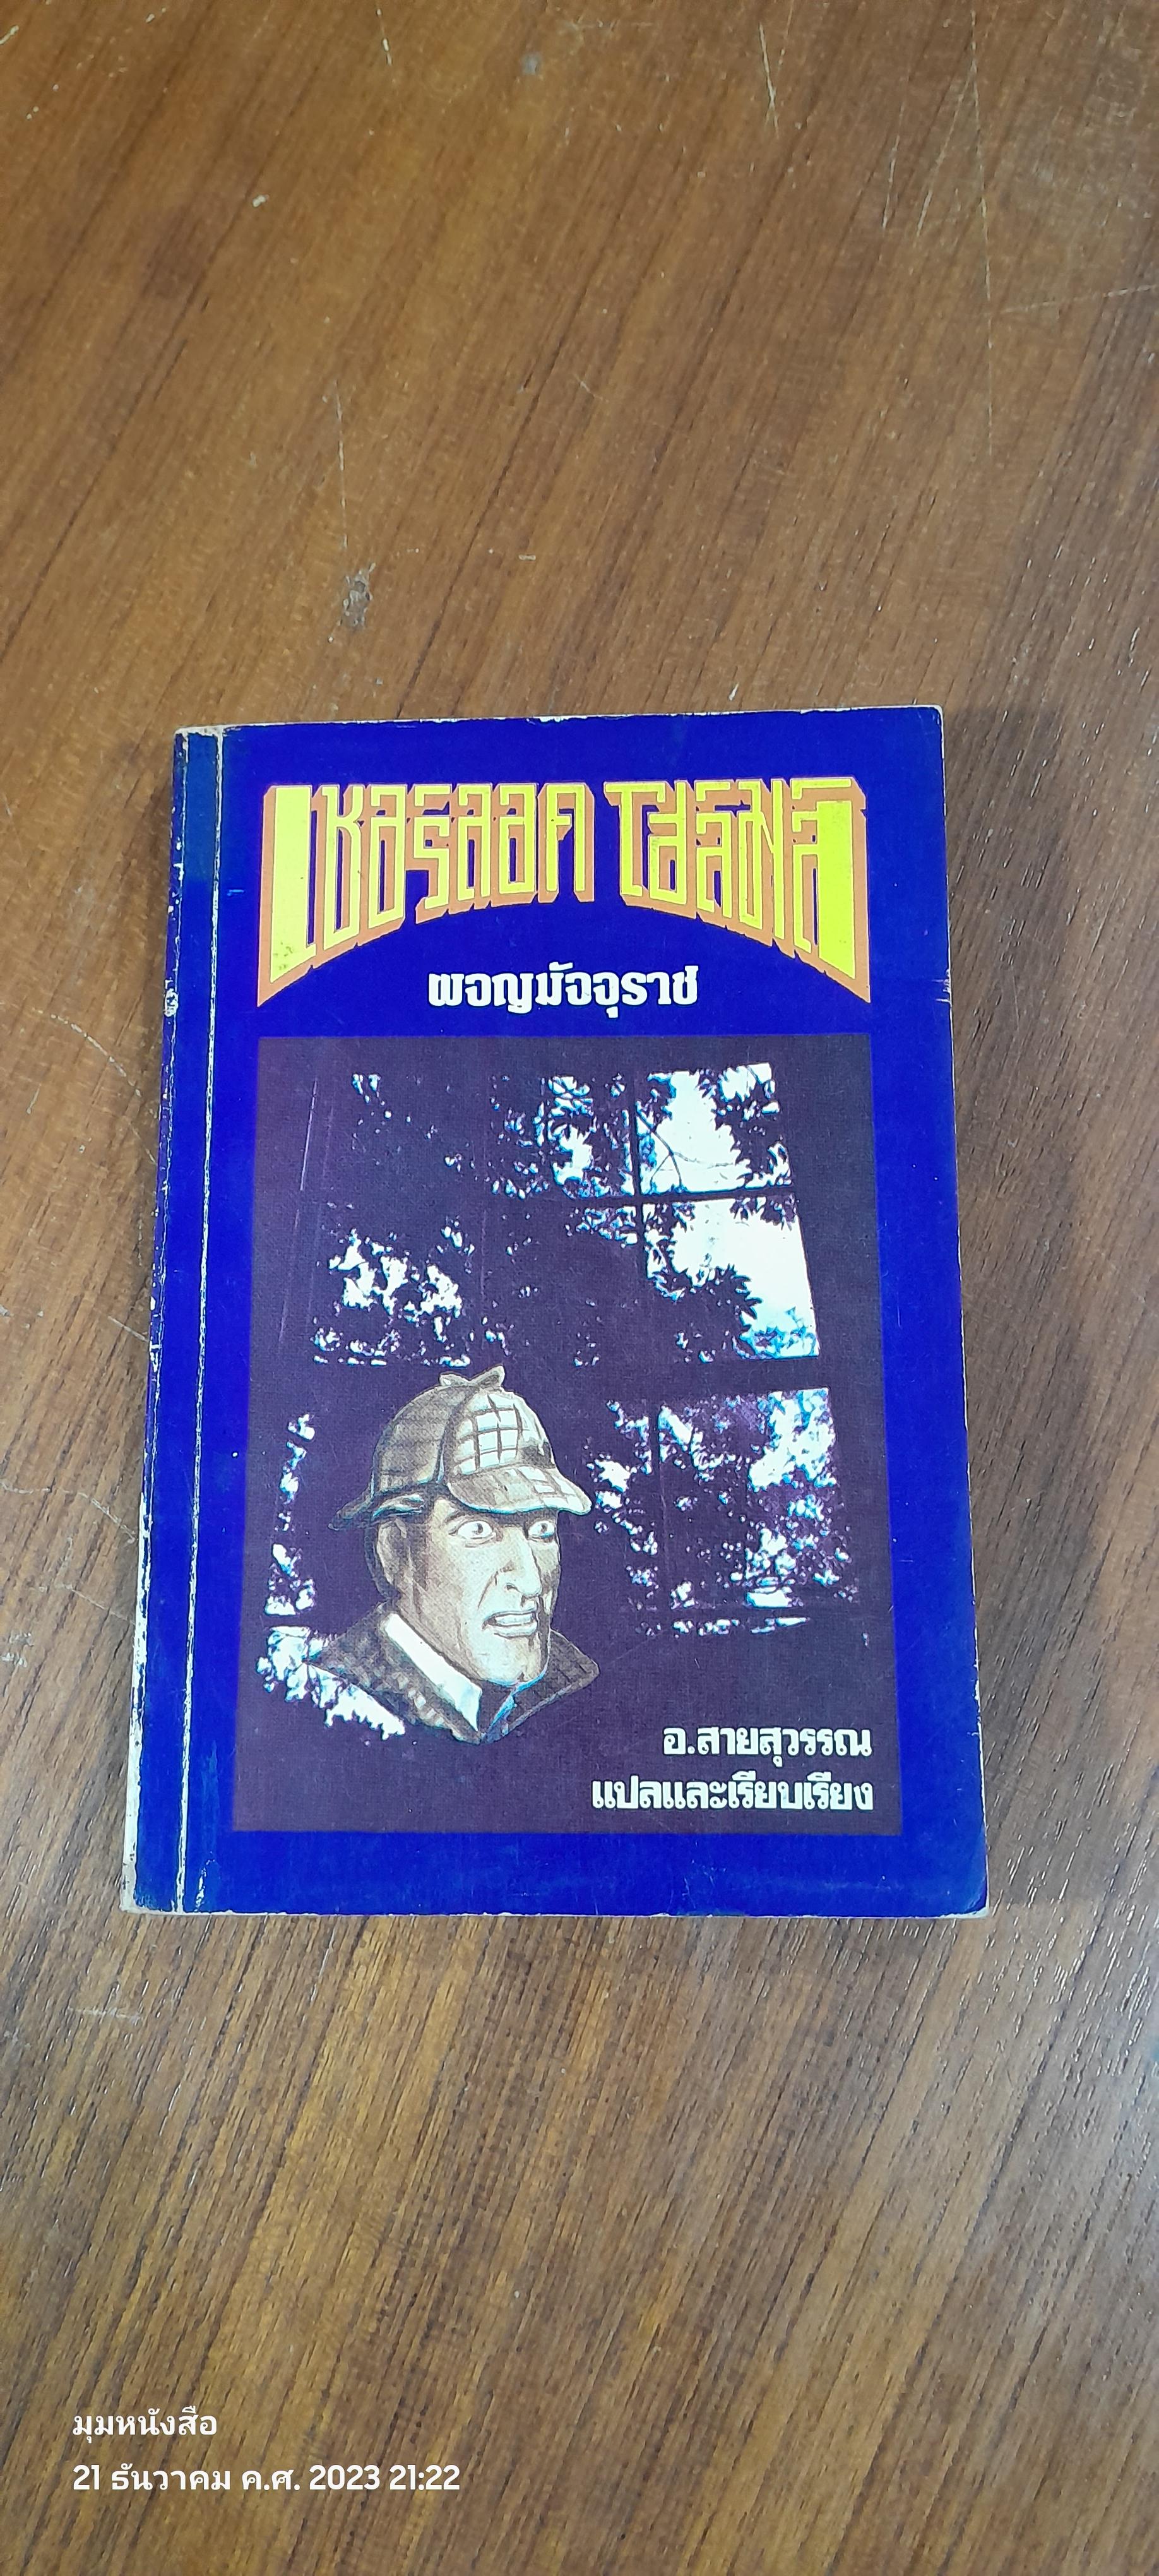 เชอร์ลอค โฮล์มส์
ผจญมัจจุราช
อ.สายสุวรรณ
แปลและเรียบเรียง
มุมหนังสือ
21 ธันวาคม ค.ศ. 2023 21:22